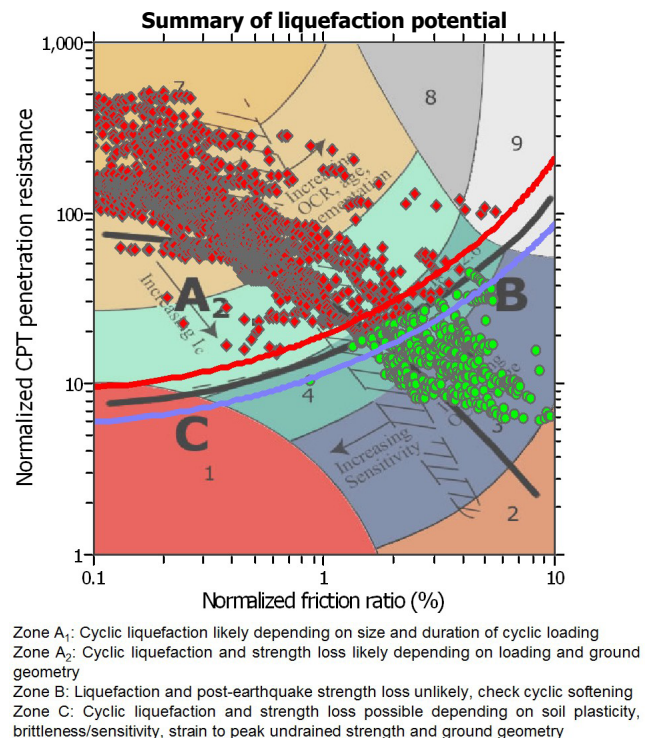 Summary of liquefaction potential
1,000
7
8
9
Increasing
OCR, age,
cementation
100
A2
B
Increasing Ic
10
C
4
3
Increasing
Sensitivity
1
2
1
0.1
1
10
Normalized CPT penetration resistance
Normalized friction ratio (%)
Zone A1: Cyclic liquefaction likely depending on size and duration of cyclic loading
Zone A2: Cyclic liquefaction and strength loss likely depending on loading and ground
geometry
Zone B: Liquefaction and post-earthquake strength loss unlikely, check cyclic softening
Zone C: Cyclic liquefaction and strength loss possible depending on soil plasticity,
brittleness/sensitivity, strain to peak undrained strength and ground geometry